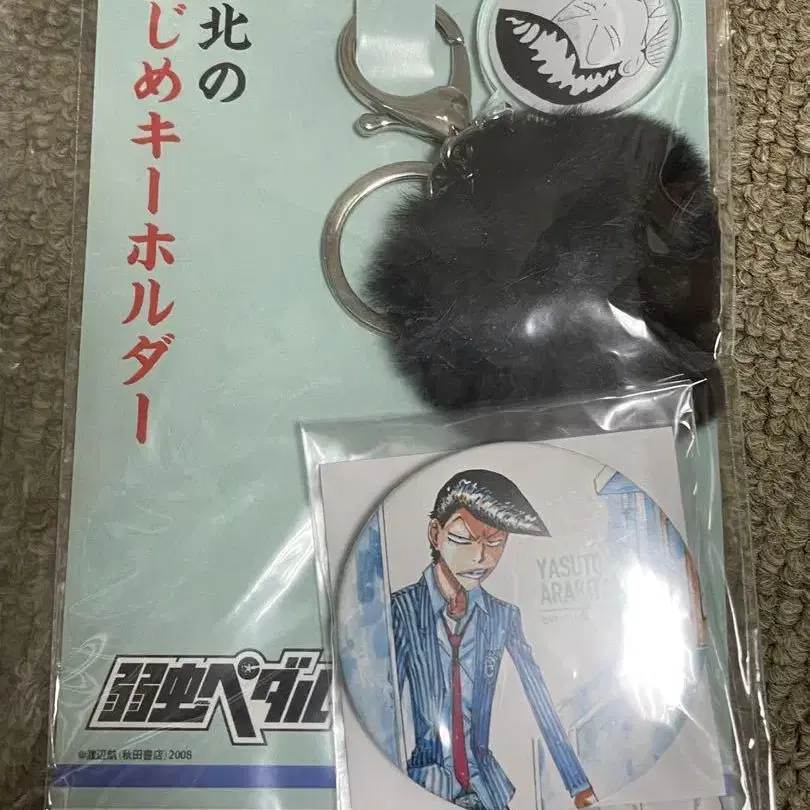 北の
じめキーホルダー
YASUTO
ARAKITA
弱虫ペダル
©渡辺航(秋田書店)2008